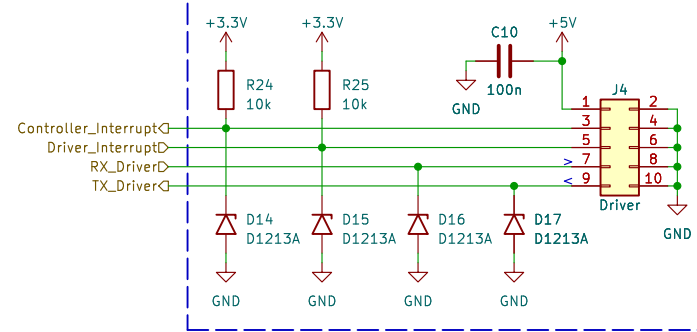 +3.3V
+3.3V
+5V
C10
100n
GND
R24
10k
R25
10k
J4
1 2
3 4
5 6
7 8
9 10
Driver
GND
Controller_Interrupt
Driver_Interrupt
RX_Driver
TX_Driver
>
<
D14
D1213A
D15
D1213A
D16
D1213A
D17
D1213A
GND
GND
GND
GND